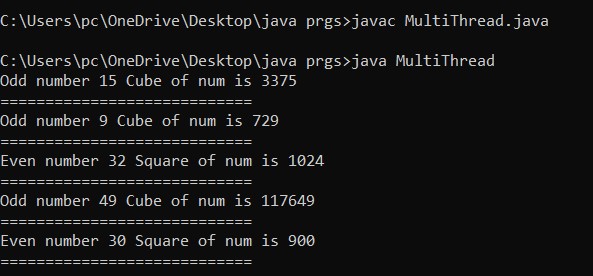 C:\Users\pc\OneDrive\Desktop\java prgs>javac MultiThread.java
C:\Users\pc\OneDrive\Desktop\java prgs>java MultiThread
Odd number 15 Cube of num is 3375
============================
Odd number 9 Cube of num is 729
============================
Even number 32 Square of num is 1024
============================
Odd number 49 Cube of num is 117649
============================
Even number 30 Square of num is 900
============================